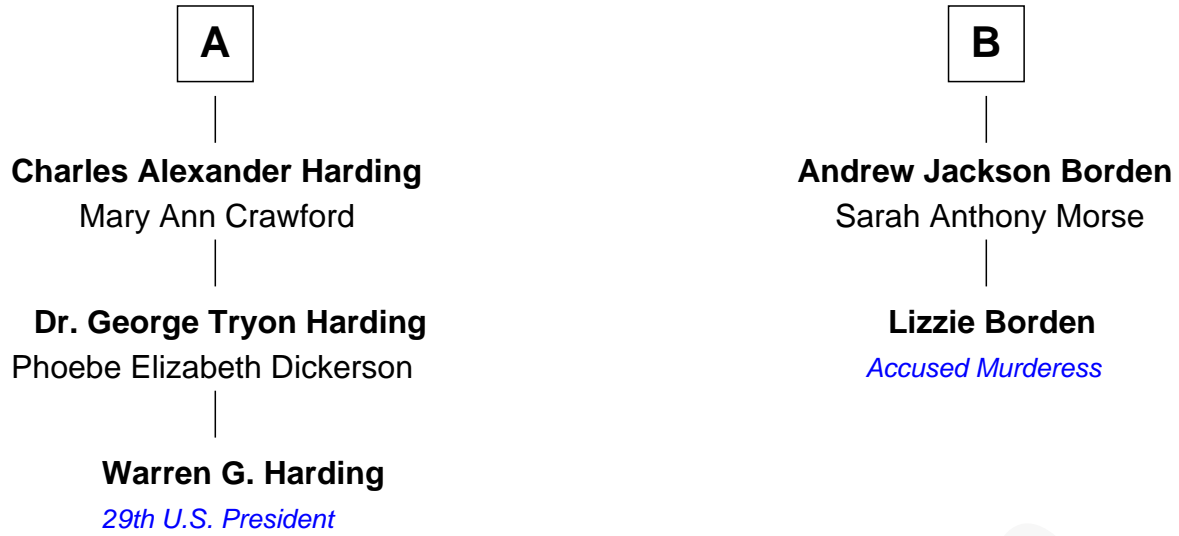 A
Charles Alexander Harding
Mary Ann Crawford
Dr. George Tryon Harding
Phoebe Elizabeth Dickerson
Warren G. Harding
29th U.S. President
B
Andrew Jackson Borden
Sarah Anthony Morse
Lizzie Borden
Accused Murderess